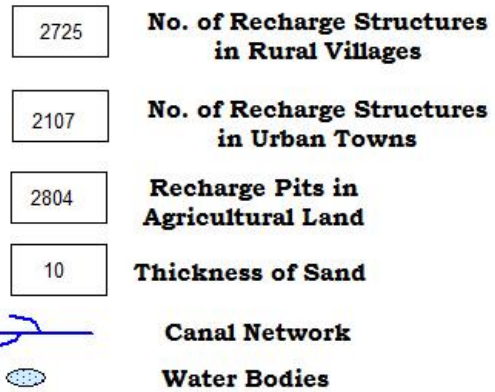 2725
No. of Recharge Structures
in Rural Villages
2107
No. of Recharge Structures
in Urban Towns
2804
Recharge Pits in
Agricultural Land
10
Thickness of Sand
Canal Network
Water Bodies